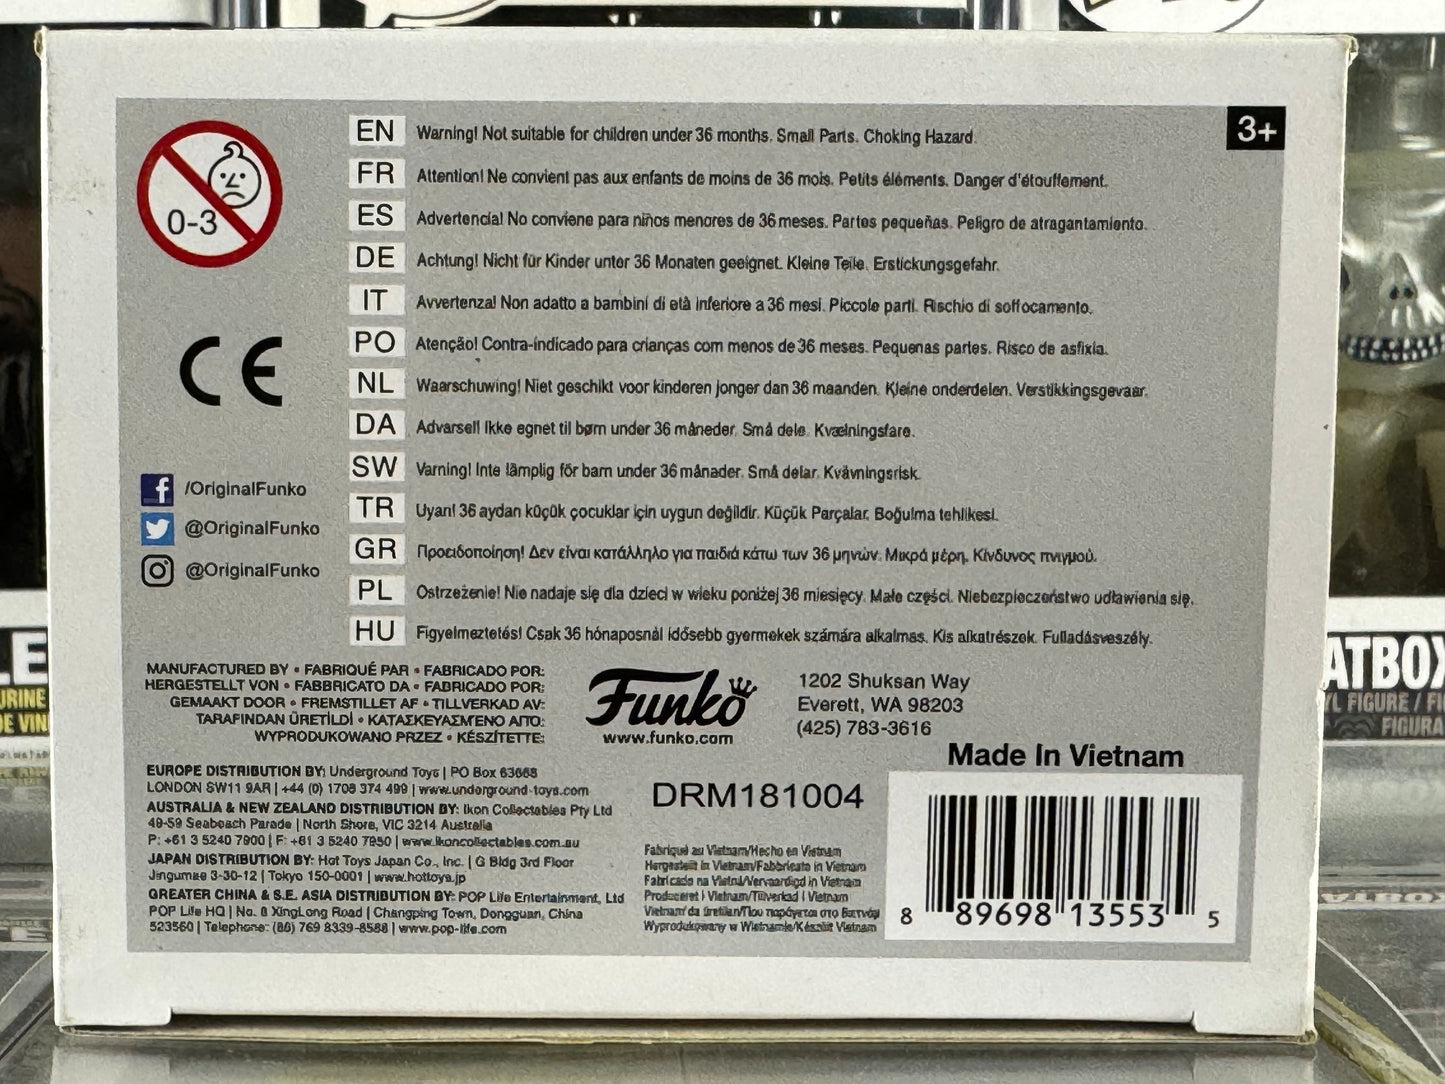 0-3
EN Warning! Not suitable for children under 36 months. Small Parts. Choking Hazard.
3+
FR Attention! Ne convient pas aux enfants de moins de 36 mois. Petits éléments. Danger d'étouffement.
ES Advertencia! No conviene para niños menores de 36 meses. Partes pequeñas. Peligro de atragantamiento.
DE Achtung! Nicht für Kinder unter 36 Monaten geeignet. Kleine Teile. Erstickungsgefahr.
IT Avvertenza! Non adatto a bambini di età inferiore a 36 mesi. Piccole parti. Rischio di soffocamento.
PO Atenção! Contra-indicado para crianças com menos de 36 meses. Pequenas partes. Risco de asfixia.
NL Waarschuwing! Niet geschikt voor kinderen jonger dan 36 maanden. Kleine onderdelen. Verstikkingsgevaar.
DA Advarsel! Ikke egnet til børn under 36 måneder. Små dele. Kvælningsfare.
SW Varning! Inte lämplig för barn under 36 månader. Små delar. Kvävningsrisk.
TR Uyarı! 36 aydan küçük çocuklar için uygun değildir. Küçük Parçalar. Boğulma tehlikesi.
GR Προειδοποίηση! Δεν είναι κατάλληλο για παιδιά κάτω των 36 μηνών. Μικρά μέρη. Κίνδυνος πνιγμού.
PL Ostrzeżenie! Nie nadaje się dla dzieci w wieku poniżej 36 miesięcy. Małe części. Niebezpieczeństwo udławienia się.
HU Figyelmeztetés! Csak 36 hónaposnál idősebb gyermekek számára alkalmas. Kis alkatrészek. Fulladásveszély.
CE
/OriginalFunko
@OriginalFunko
@OriginalFunko
MANUFACTURED BY • FABRIQUÉ PAR • FABRICADO POR:
HERGESTELLT VON • FABBRICATO DA • FABRICADO POR:
GEMAAKT DOOR • FREMSTILLET AF • TILLVERKAD AV:
TARAFINDAN ÜRETİLDİ • ΚΑΤΑΣΚΕΥΑΣΜΈΝΟ ΑΠΌ:
WYPRODUKOWANO PRZEZ • KÉSZÍTETTE:
Funko
www.funko.com
1202 Shuksan Way
Everett, WA 98203
(425) 783-3616
Made In Vietnam
EUROPE DISTRIBUTION BY: Underground Toys | PO Box 63668
LONDON SW11 9AR | +44 (0) 1708 374 499 | www.underground-toys.com
AUSTRALIA & NEW ZEALAND DISTRIBUTION BY: Ikon Collectables Pty Ltd
49-59 Seabeach Parade | North Shore, VIC 3214 Australia
P: +61 3 5240 7900 | F: +61 3 5240 7950 | www.ikoncollectables.com.au
JAPAN DISTRIBUTION BY: Hot Toys Japan Co., Inc. | G Bldg 3rd Floor
Jingumae 3-30-12 | Tokyo 150-0001 | www.hottoys.jp
GREATER CHINA & S.E. ASIA DISTRIBUTION BY: POP Life Entertainment, Ltd
POP Life HQ | No. 8 XingLong Road | Changping Town, Dongguan, China
523560 | Telephone: (86) 769 8339-8588 | www.pop-life.com
DRM181004
Fabriqué au Vietnam/Hecho en Vietnam
Hergestellt in Vietnam/Fabbricato in Vietnam
Fabricado na Vietnã/Vervaardigd in Vietnam
Produceret i Vietnam/Tillverkad i Vietnam
Vietnam'da üretilen/Που παράγεται στο Βιετνάμ
Wyprodukowany w Wietnamie/Készült Vietnam
8 89698 13553 5
ATBOX
FIGURE
FIGURA